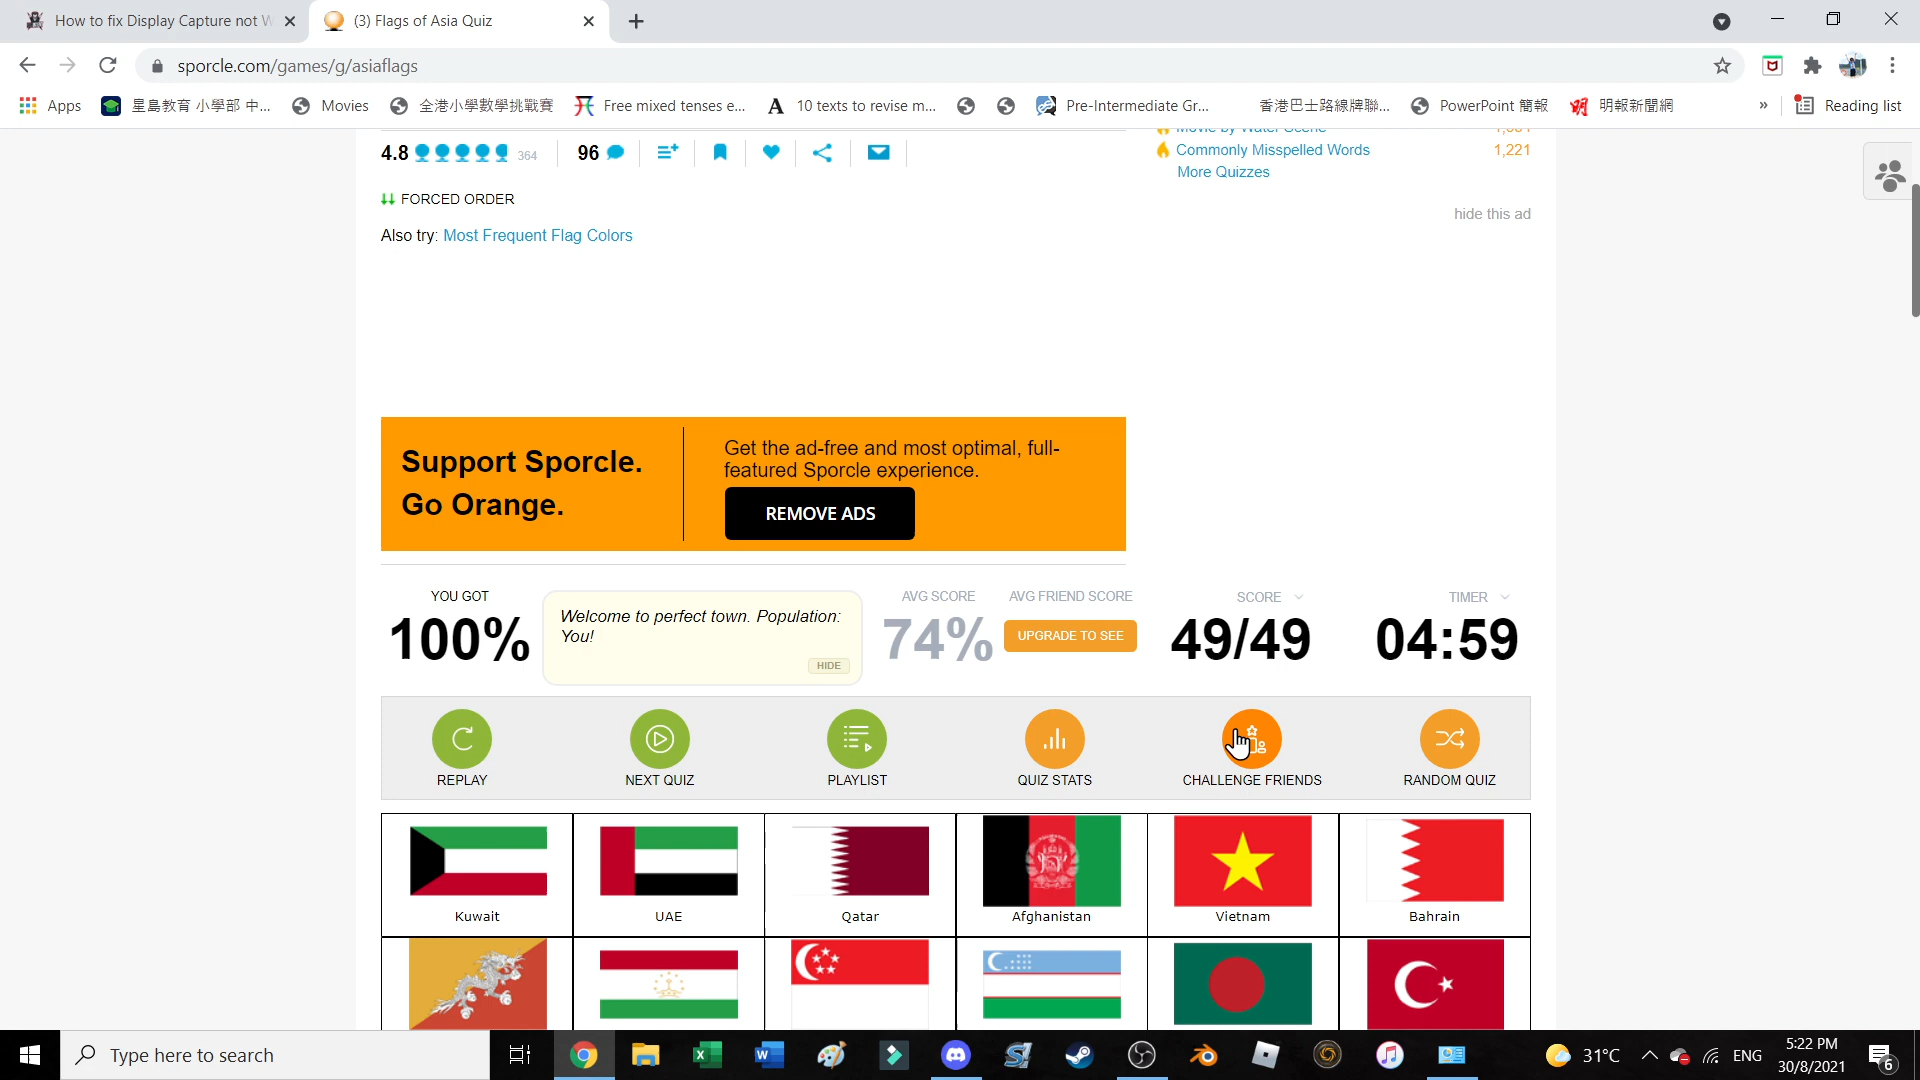 How to fix Display Capture not W
(3) Flags of Asia Quiz
sporcle.com/games/g/asiaflags
Apps
星島教育 小學部 中...
Movies
全港小學數學挑戰賽
Free mixed tenses e...
10 texts to revise m...
Pre-Intermediate Gr...
香港巴士路線牌聯...
PowerPoint 簡報
明報新聞網
»
Reading list
4.8
364
96
Commonly Misspelled Words
1,221
More Quizzes
FORCED ORDER
hide this ad
Also try: Most Frequent Flag Colors
Support Sporcle.
Go Orange.
Get the ad-free and most optimal, full-
featured Sporcle experience.
REMOVE ADS
YOU GOT
100%
Welcome to perfect town. Population:
You!
HIDE
AVG SCORE
74%
AVG FRIEND SCORE
UPGRADE TO SEE
SCORE
49/49
TIMER
04:59
REPLAY
NEXT QUIZ
PLAYLIST
QUIZ STATS
CHALLENGE FRIENDS
RANDOM QUIZ
Kuwait
UAE
Qatar
Afghanistan
Vietnam
Bahrain
Type here to search
31°C
ENG
5:22 PM
30/8/2021
6